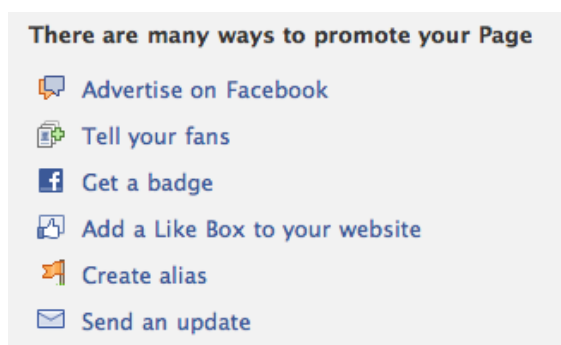 There are many ways to promote your Page
Advertise on Facebook
Tell your fans
Get a badge
Add a Like Box to your website
Create alias
Send an update